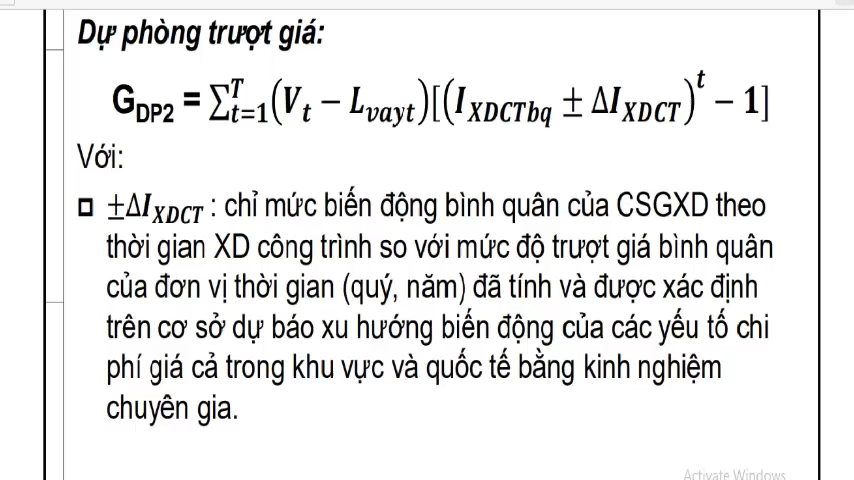 Dự phòng trượt giá:
G_DP2 = ∑_{t=1}^{T}(V_t − L_vayt)[(I_XDCTbq ± ΔI_XDCT)^t − 1]
Với:
◻ ±ΔI_XDCT : chỉ mức biến động bình quân của CSGXD theo
thời gian XD công trình so với mức độ trượt giá bình quân
của đơn vị thời gian (quý, năm) đã tính và được xác định
trên cơ sở dự báo xu hướng biến động của các yếu tố chi
phí giá cả trong khu vực và quốc tế bằng kinh nghiệm
chuyên gia.
Activate Windows